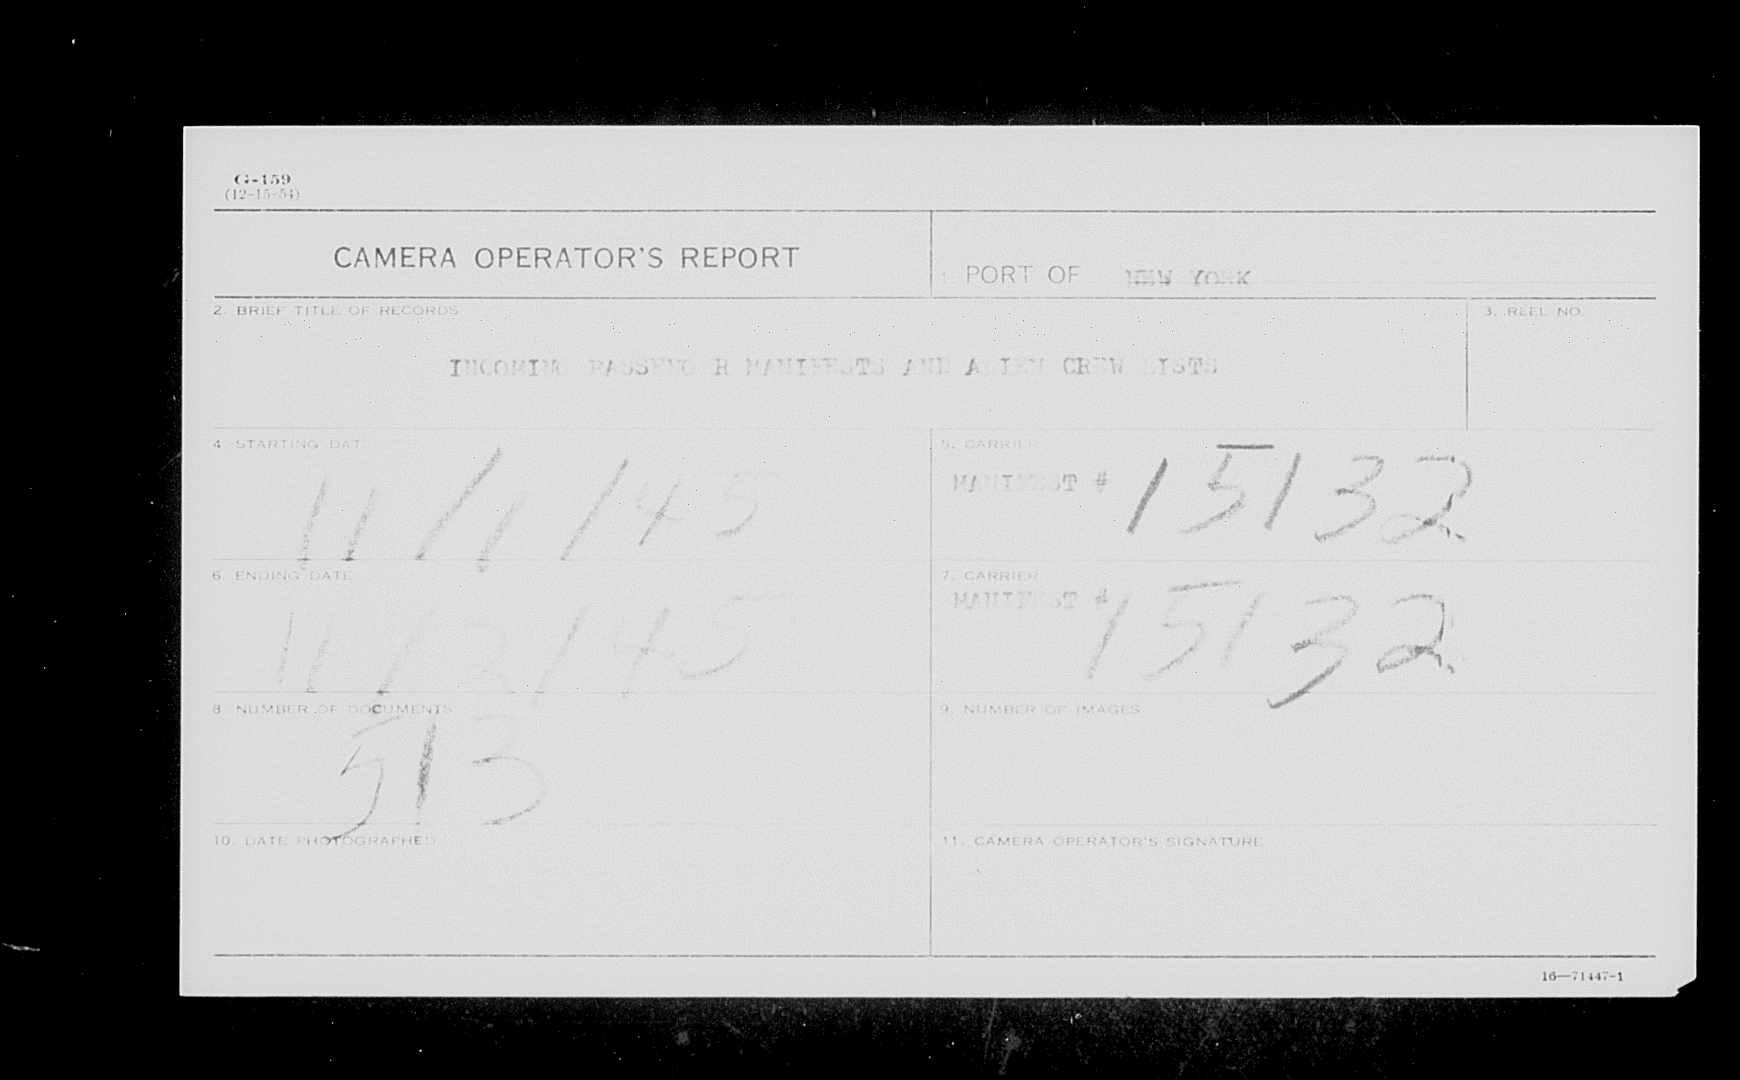 G-159
(12-15-54)
CAMERA OPERATOR'S REPORT
1. PORT OF NEW YORK
2. BRIEF TITLE OF RECORDS
3. REEL NO.
INCOMING PASSENGER MANIFESTS AND ALIEN CREW LISTS
4. STARTING DATE
11/1/45
5. CARRIER
MANIFEST # 15132
6. ENDING DATE
11/2/45
7. CARRIER
MANIFEST # 15132
8. NUMBER OF DOCUMENTS
513
9. NUMBER OF IMAGES
10. DATE PHOTOGRAPHED
11. CAMERA OPERATOR'S SIGNATURE
16—71447-1